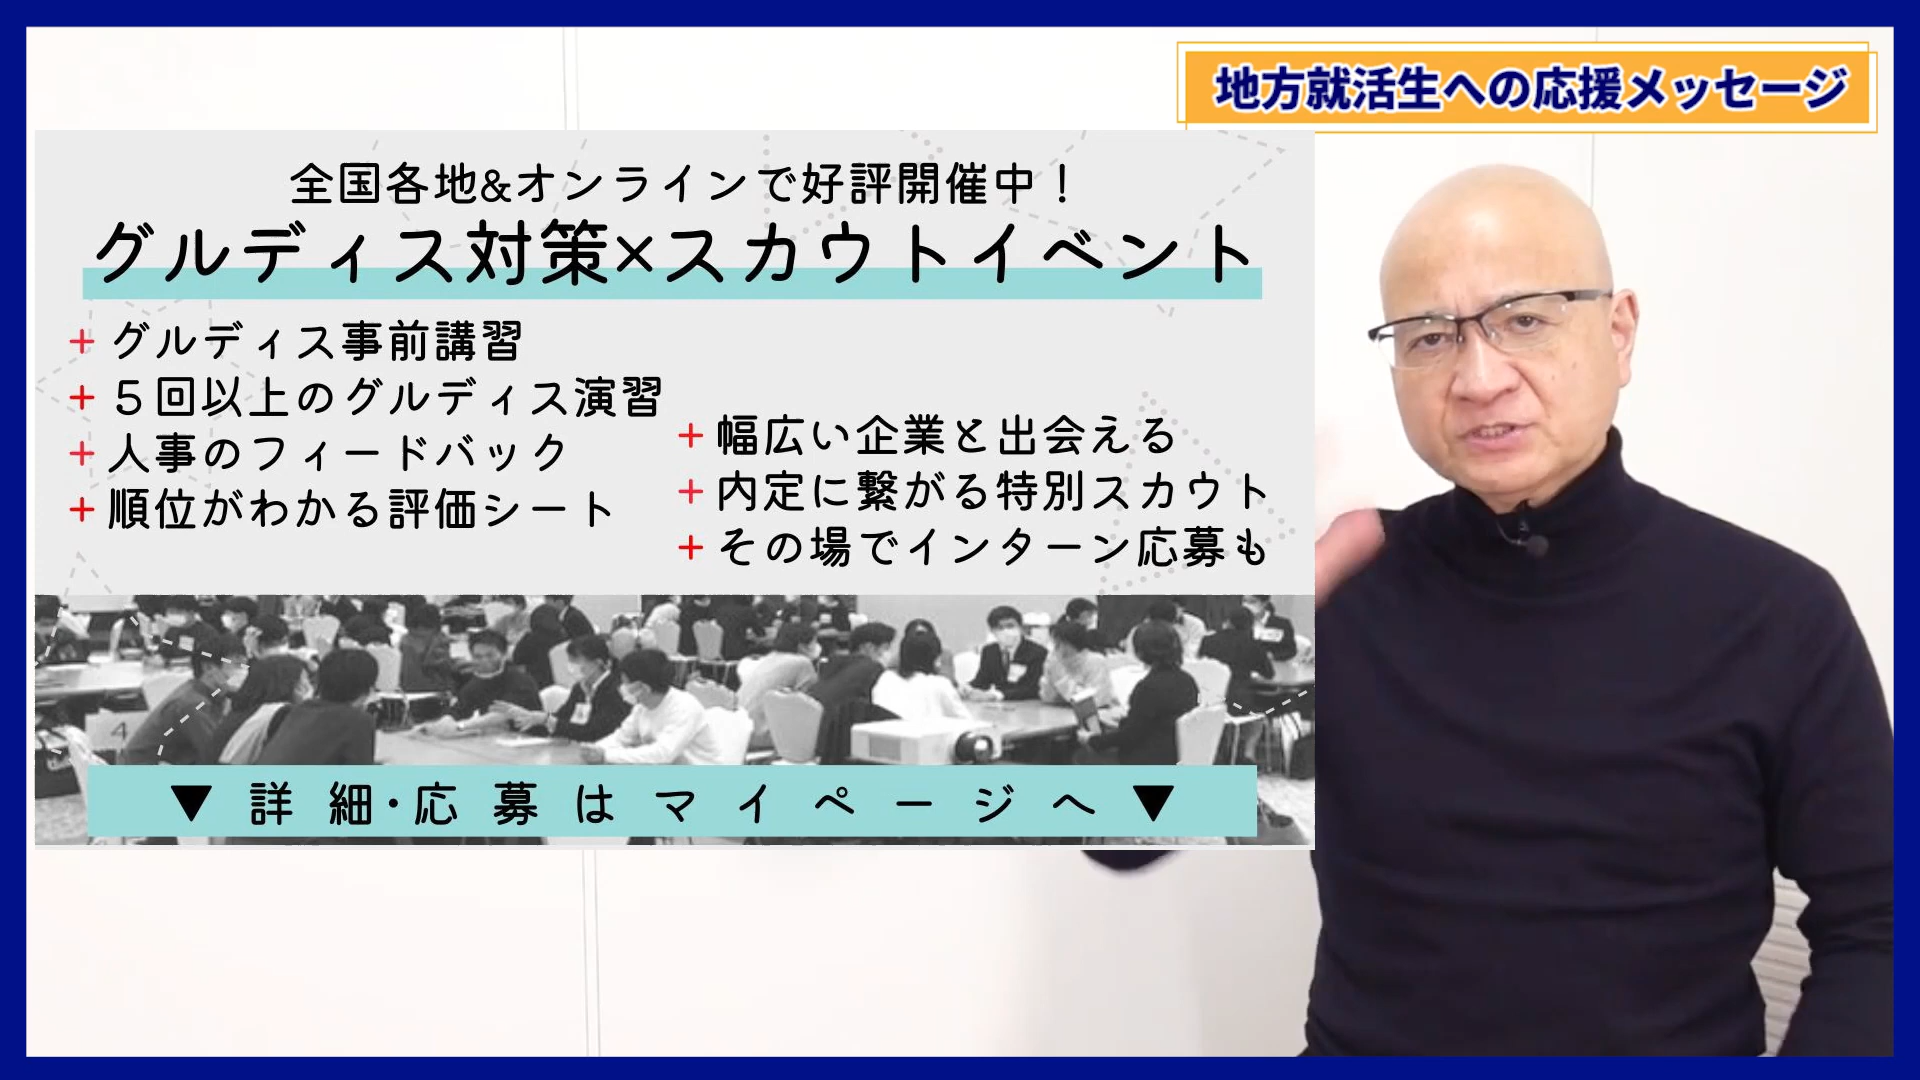 地方就活生への応援メッセージ
全国各地&オンラインで好評開催中!
グルディス対策×スカウトイベント
+ グルディス事前講習
+ 5回以上のグルディス演習
+ 人事のフィードバック
+ 順位がわかる評価シート
+ 幅広い企業と出会える
+ 内定に繋がる特別スカウト
+ その場でインターン応募も
4
▼詳細・応募はマイページへ▼